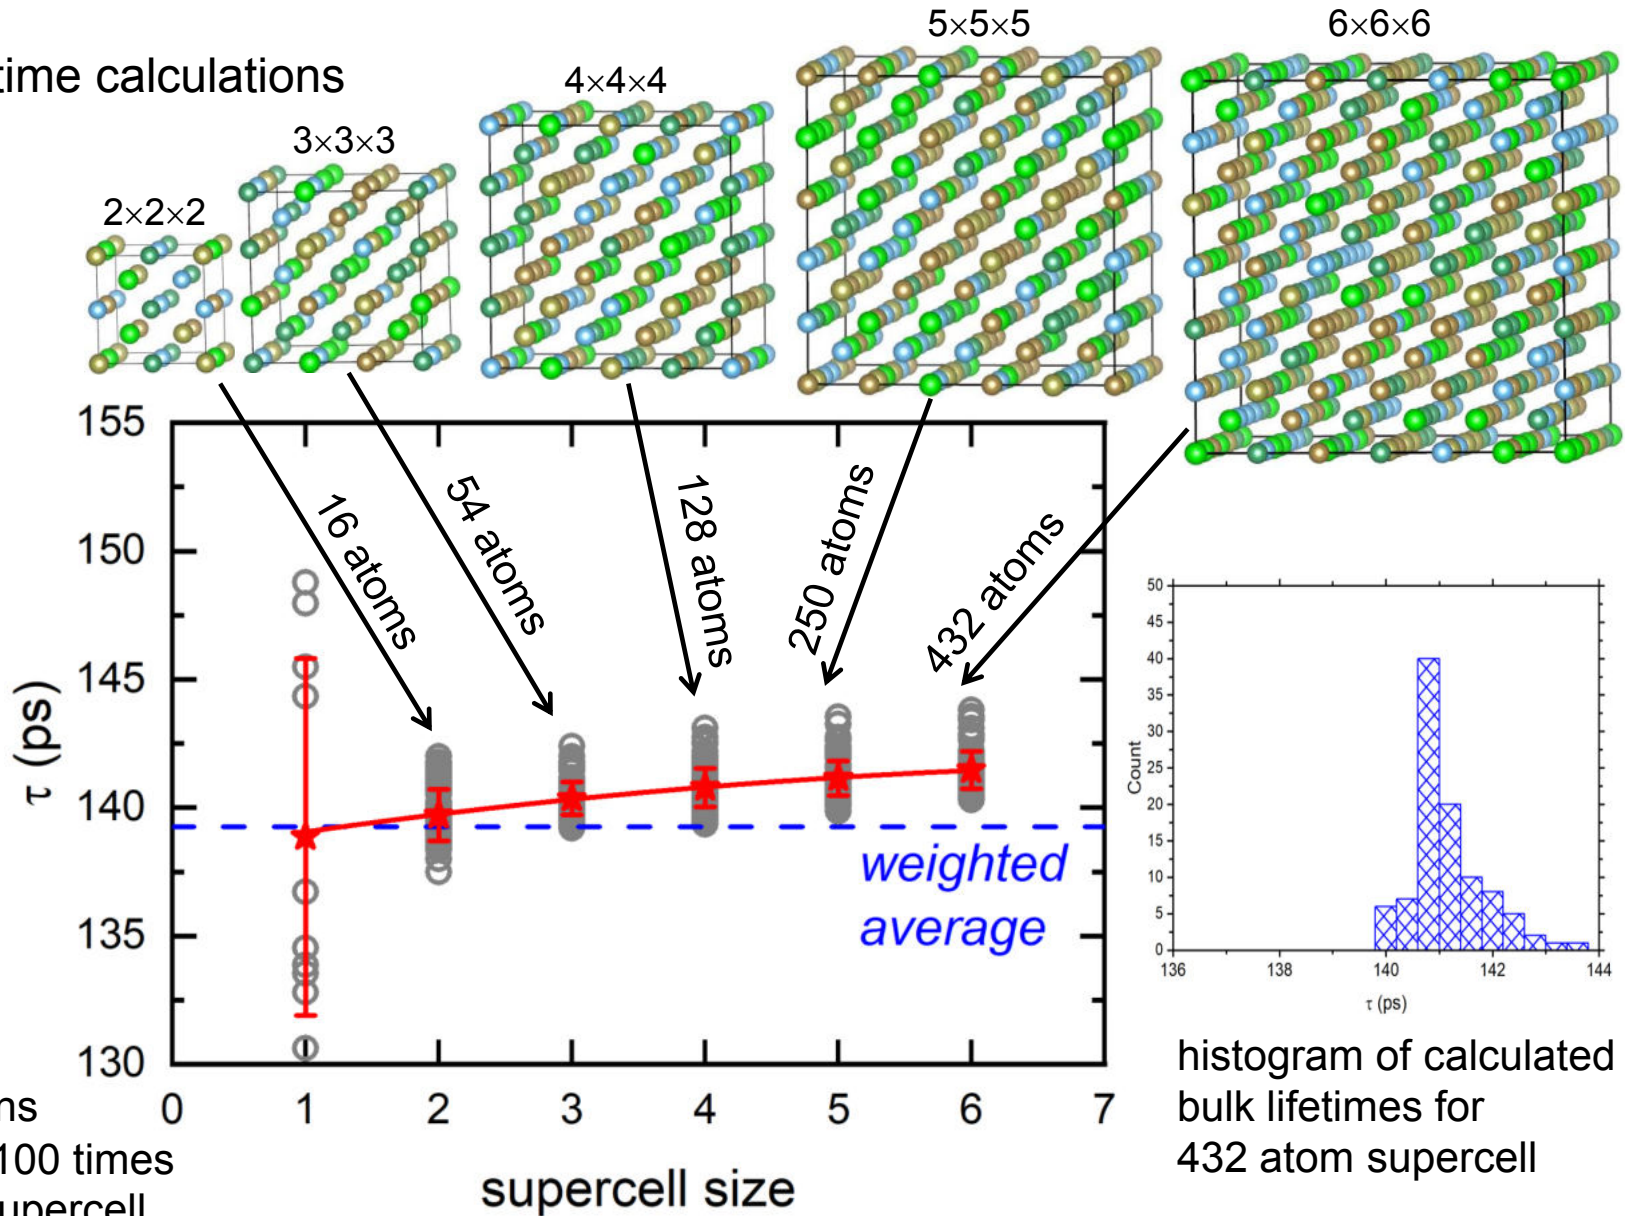 time calculations
2×2×2
3×3×3
4×4×4
5×5×5
6×6×6
16 atoms
54 atoms
128 atoms
250 atoms
432 atoms
155
150
145
140
135
130
τ (ps)
weighted
average
0 1 2 3 4 5 6 7
supercell size
50
45
40
35
30
25
20
15
10
5
0
Count
136 138 140 142 144
τ (ps)
histogram of calculated
bulk lifetimes for
432 atom supercell
ns
100 times
supercell